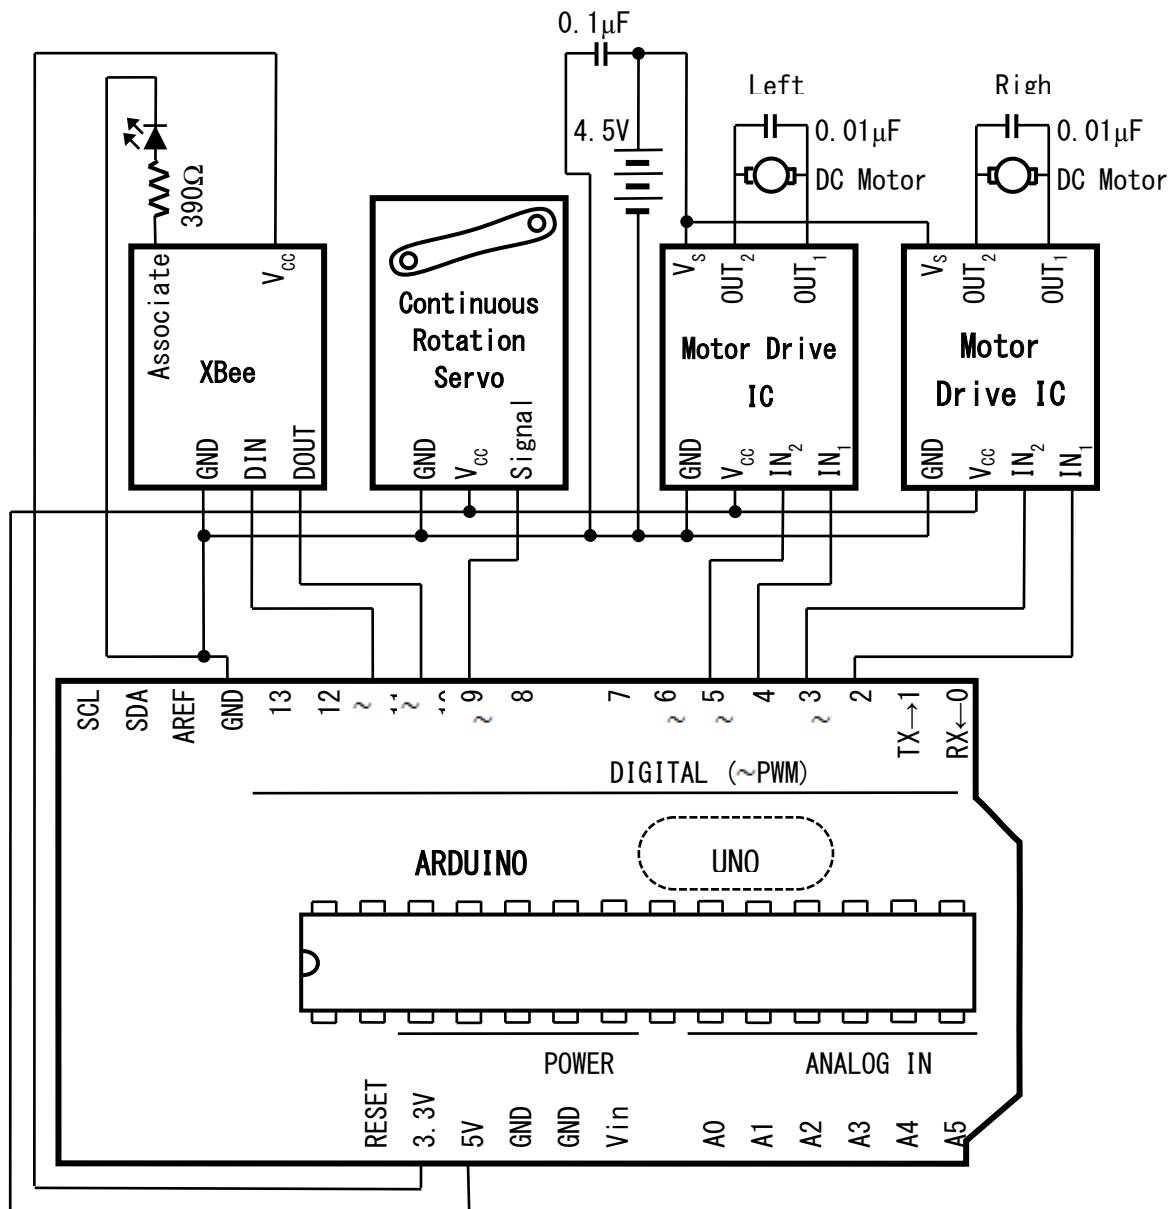 0.1μF
Left
Righ
4.5V
0.01μF
0.01μF
DC Motor
DC Motor
390Ω
Associate
VCC
XBee
GND
DIN
DOUT
Continuous
Rotation
Servo
GND
VCC
Signal
VS
OUT2
OUT1
Motor Drive
IC
GND
VCC
IN2
IN1
VS
OUT2
OUT1
Motor
Drive IC
GND
VCC
IN2
IN1
SCL
SDA
AREF
GND
13
12
~
~
~9
8
7
~6
~5
4
~3
2
TX→1
RX←0
DIGITAL (~PWM)
ARDUINO
UNO
POWER
ANALOG IN
RESET
3.3V
5V
GND
GND
Vin
A0
A1
A2
A3
A4
A5